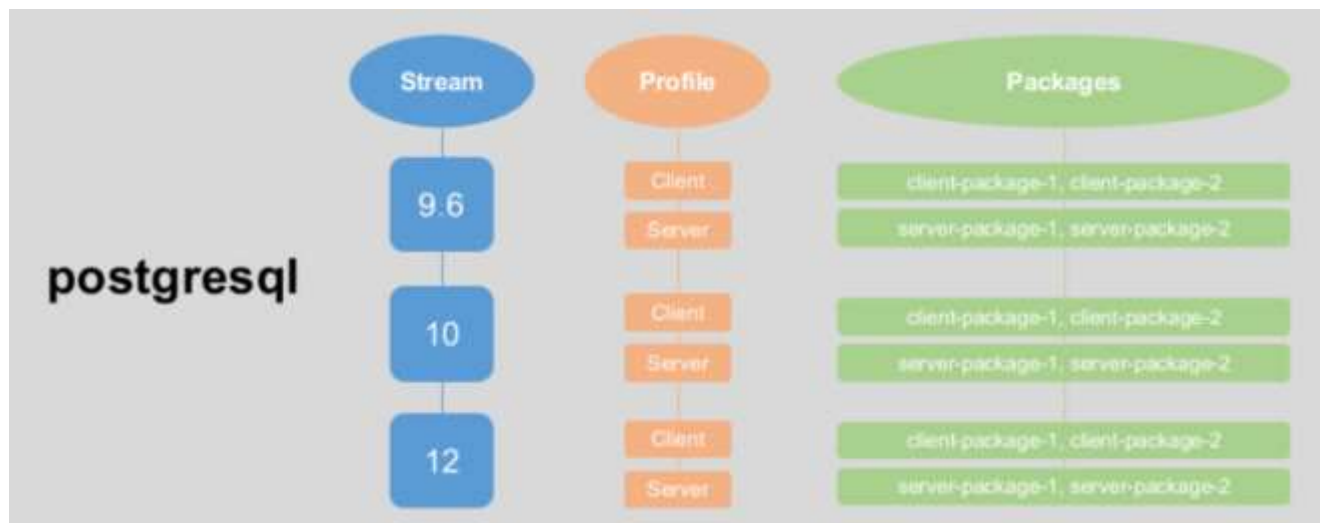 Stream Profile Packages
Client client-package-1, client-package-2
9.6
Server server-package-1, server-package-2
postgresql
Client client-package-1, client-package-2
10
Server server-package-1, server-package-2
Client client-package-1, client-package-2
12
Server server-package-1, server-package-2